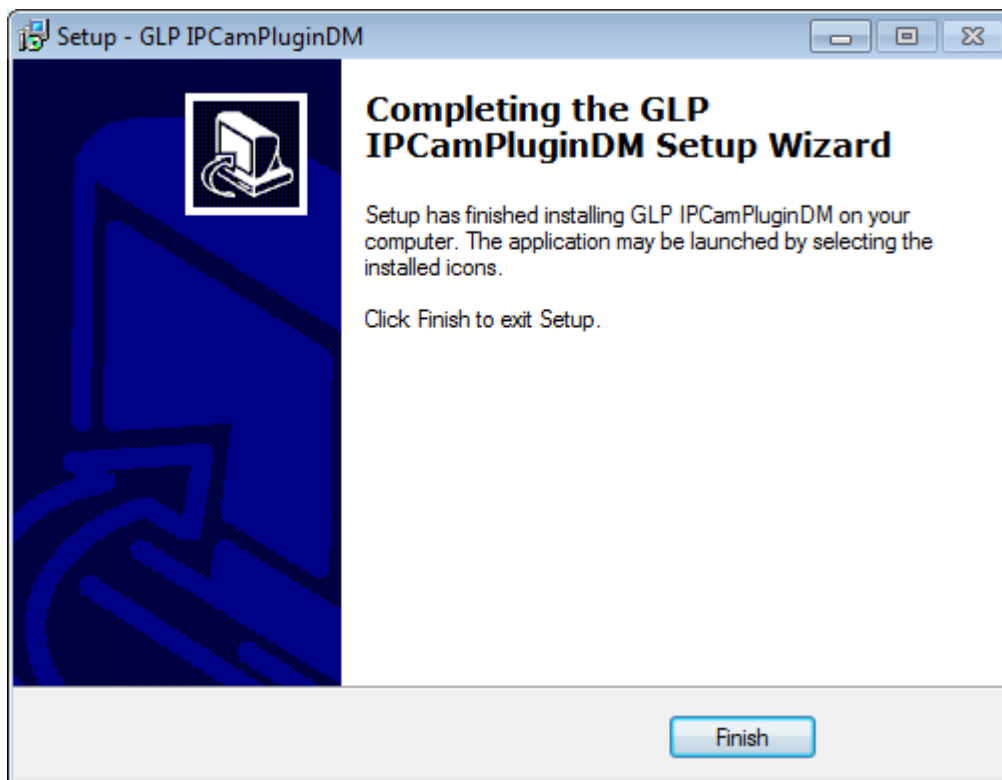 Setup - GLP IPCamPluginDM
Completing the GLP
IPCamPluginDM Setup Wizard
Setup has finished installing GLP IPCamPluginDM on your
computer. The application may be launched by selecting the
installed icons.
Click Finish to exit Setup.
Finish